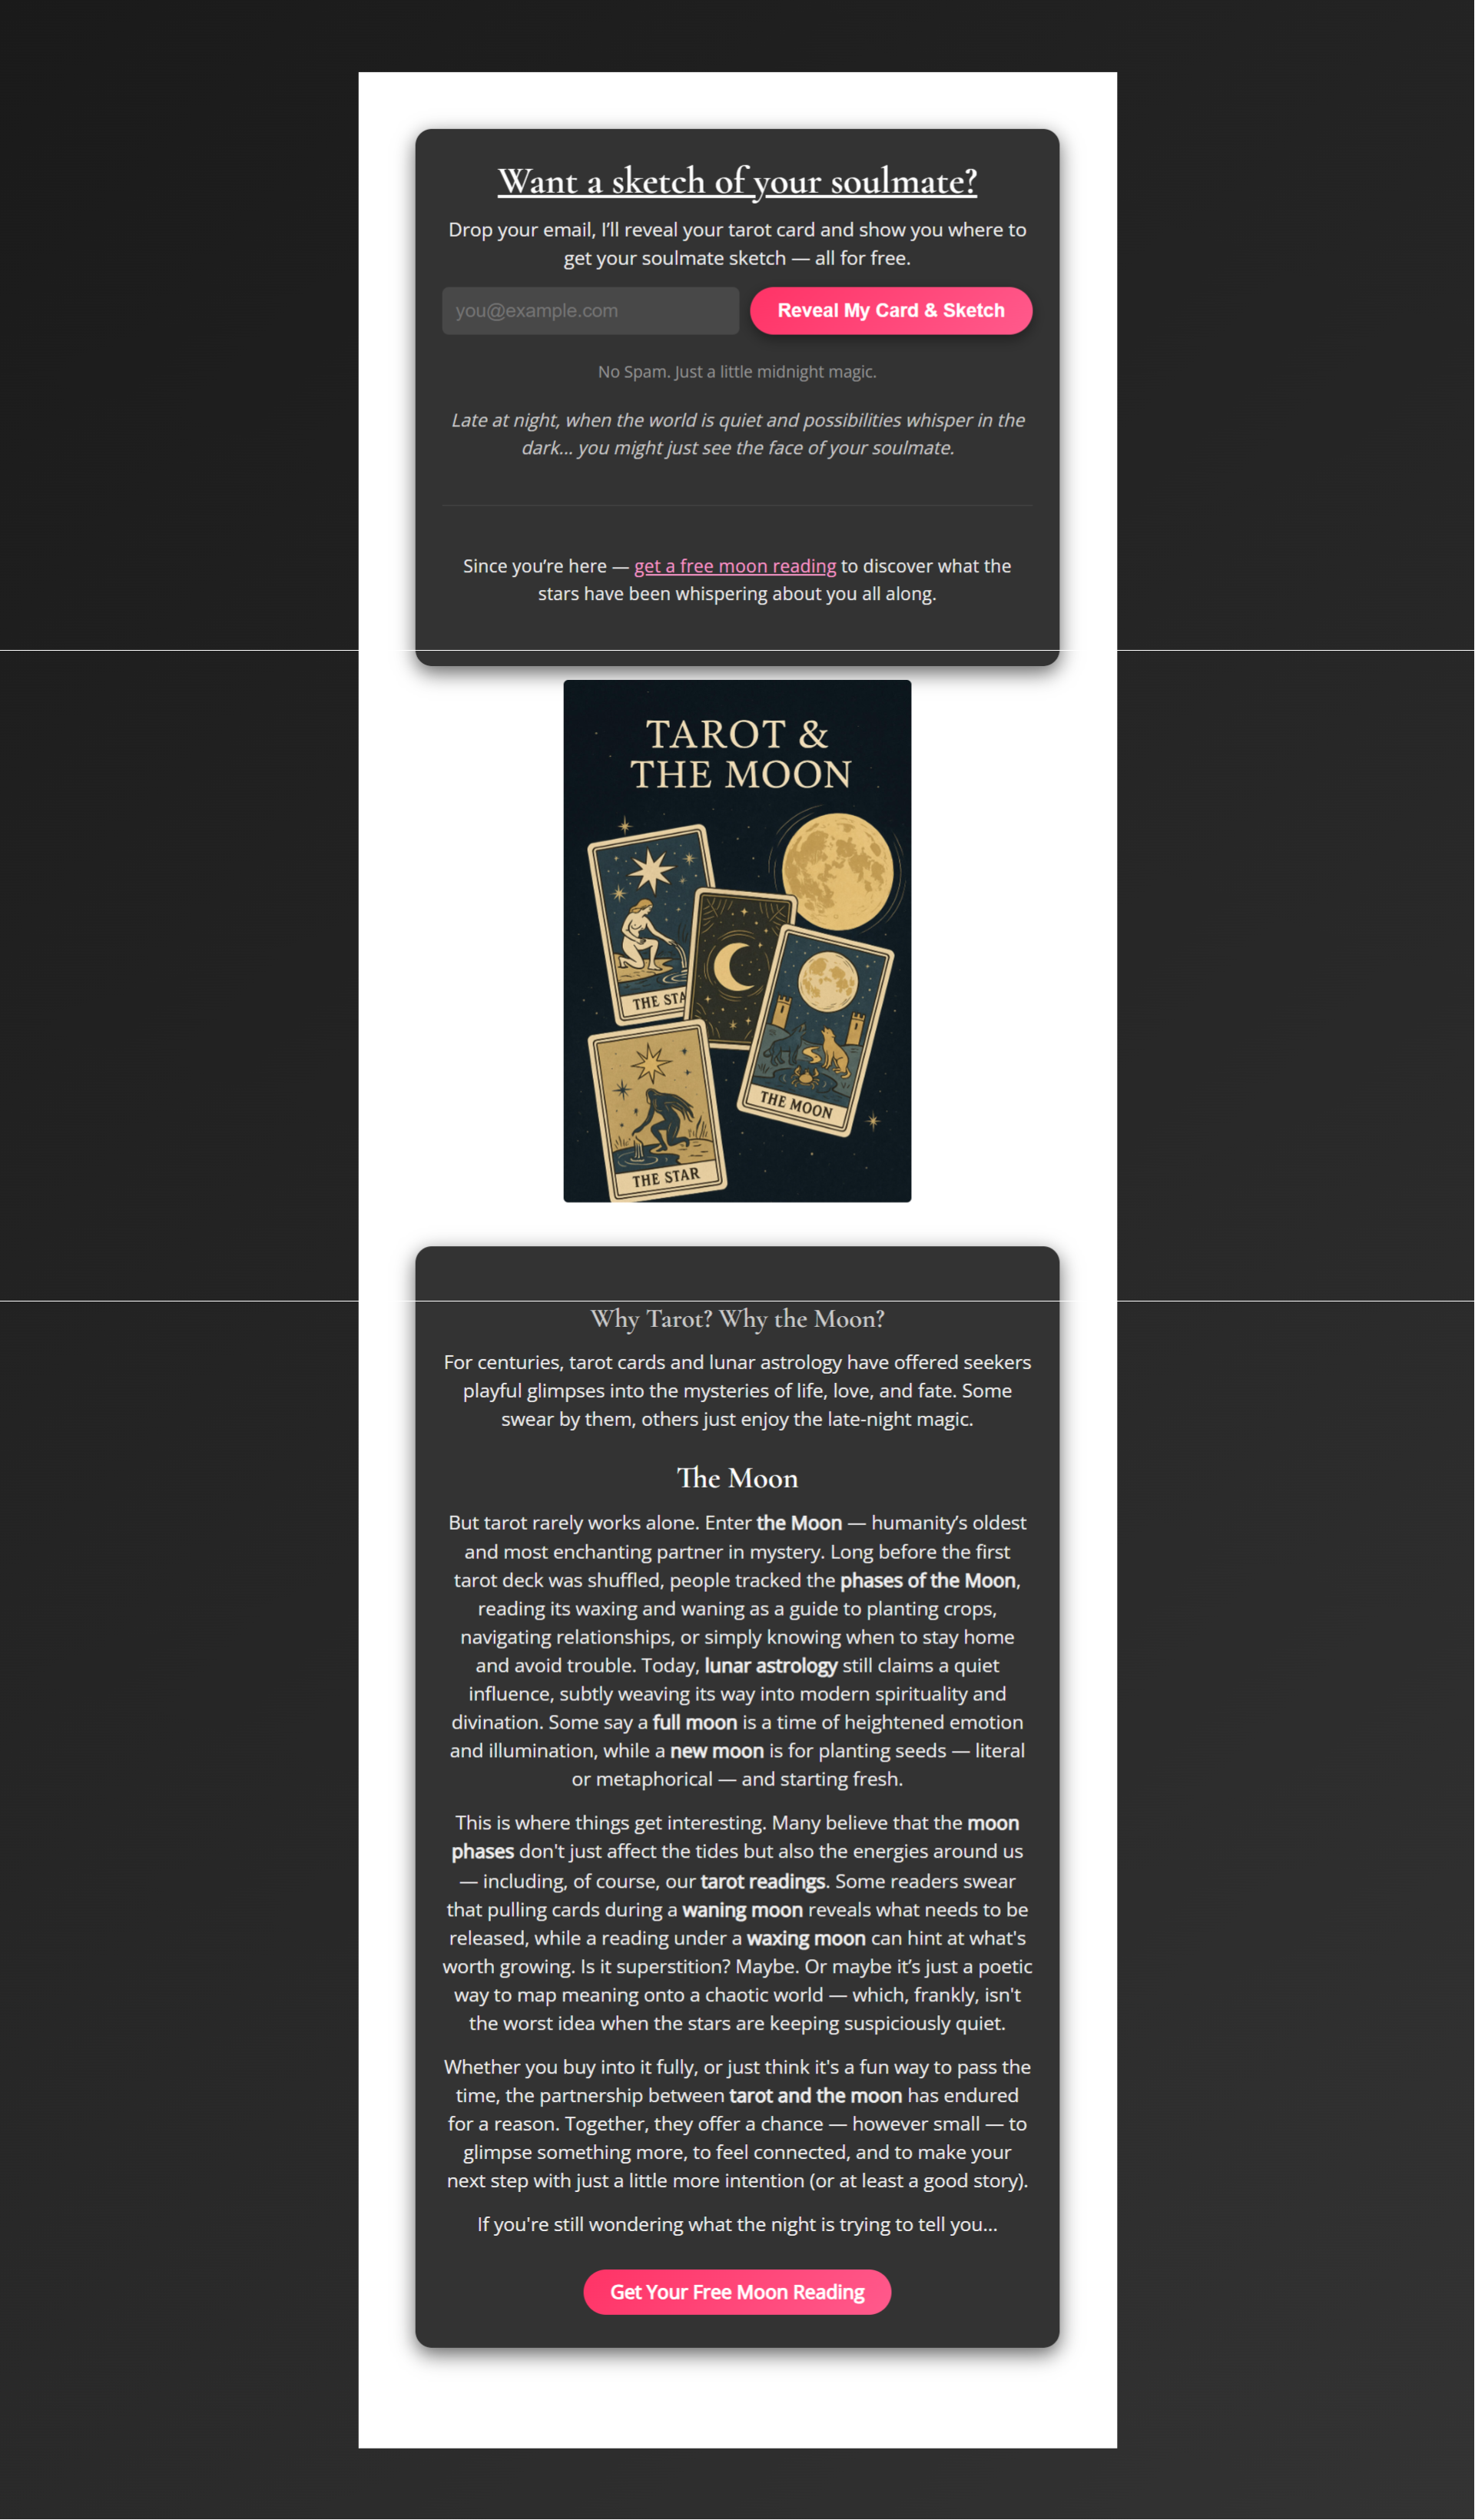 Want a sketch of your soulmate?
Drop your email, I’ll reveal your tarot card and show you where to
get your soulmate sketch — all for free.
you@example.com
Reveal My Card & Sketch
No Spam. Just a little midnight magic.
Late at night, when the world is quiet and possibilities whisper in the
dark... you might just see the face of your soulmate.
Since you’re here — get a free moon reading to discover what the
stars have been whispering about you all along.
TAROT &
THE MOON
THE STA
THE MOON
THE STAR
Why Tarot? Why the Moon?
For centuries, tarot cards and lunar astrology have offered seekers
playful glimpses into the mysteries of life, love, and fate. Some
swear by them, others just enjoy the late-night magic.
The Moon
But tarot rarely works alone. Enter the Moon — humanity’s oldest
and most enchanting partner in mystery. Long before the first
tarot deck was shuffled, people tracked the phases of the Moon,
reading its waxing and waning as a guide to planting crops,
navigating relationships, or simply knowing when to stay home
and avoid trouble. Today, lunar astrology still claims a quiet
influence, subtly weaving its way into modern spirituality and
divination. Some say a full moon is a time of heightened emotion
and illumination, while a new moon is for planting seeds — literal
or metaphorical — and starting fresh.
This is where things get interesting. Many believe that the moon
phases don't just affect the tides but also the energies around us
— including, of course, our tarot readings. Some readers swear
that pulling cards during a waning moon reveals what needs to be
released, while a reading under a waxing moon can hint at what's
worth growing. Is it superstition? Maybe. Or maybe it’s just a poetic
way to map meaning onto a chaotic world — which, frankly, isn't
the worst idea when the stars are keeping suspiciously quiet.
Whether you buy into it fully, or just think it's a fun way to pass the
time, the partnership between tarot and the moon has endured
for a reason. Together, they offer a chance — however small — to
glimpse something more, to feel connected, and to make your
next step with just a little more intention (or at least a good story).
If you're still wondering what the night is trying to tell you...
Get Your Free Moon Reading